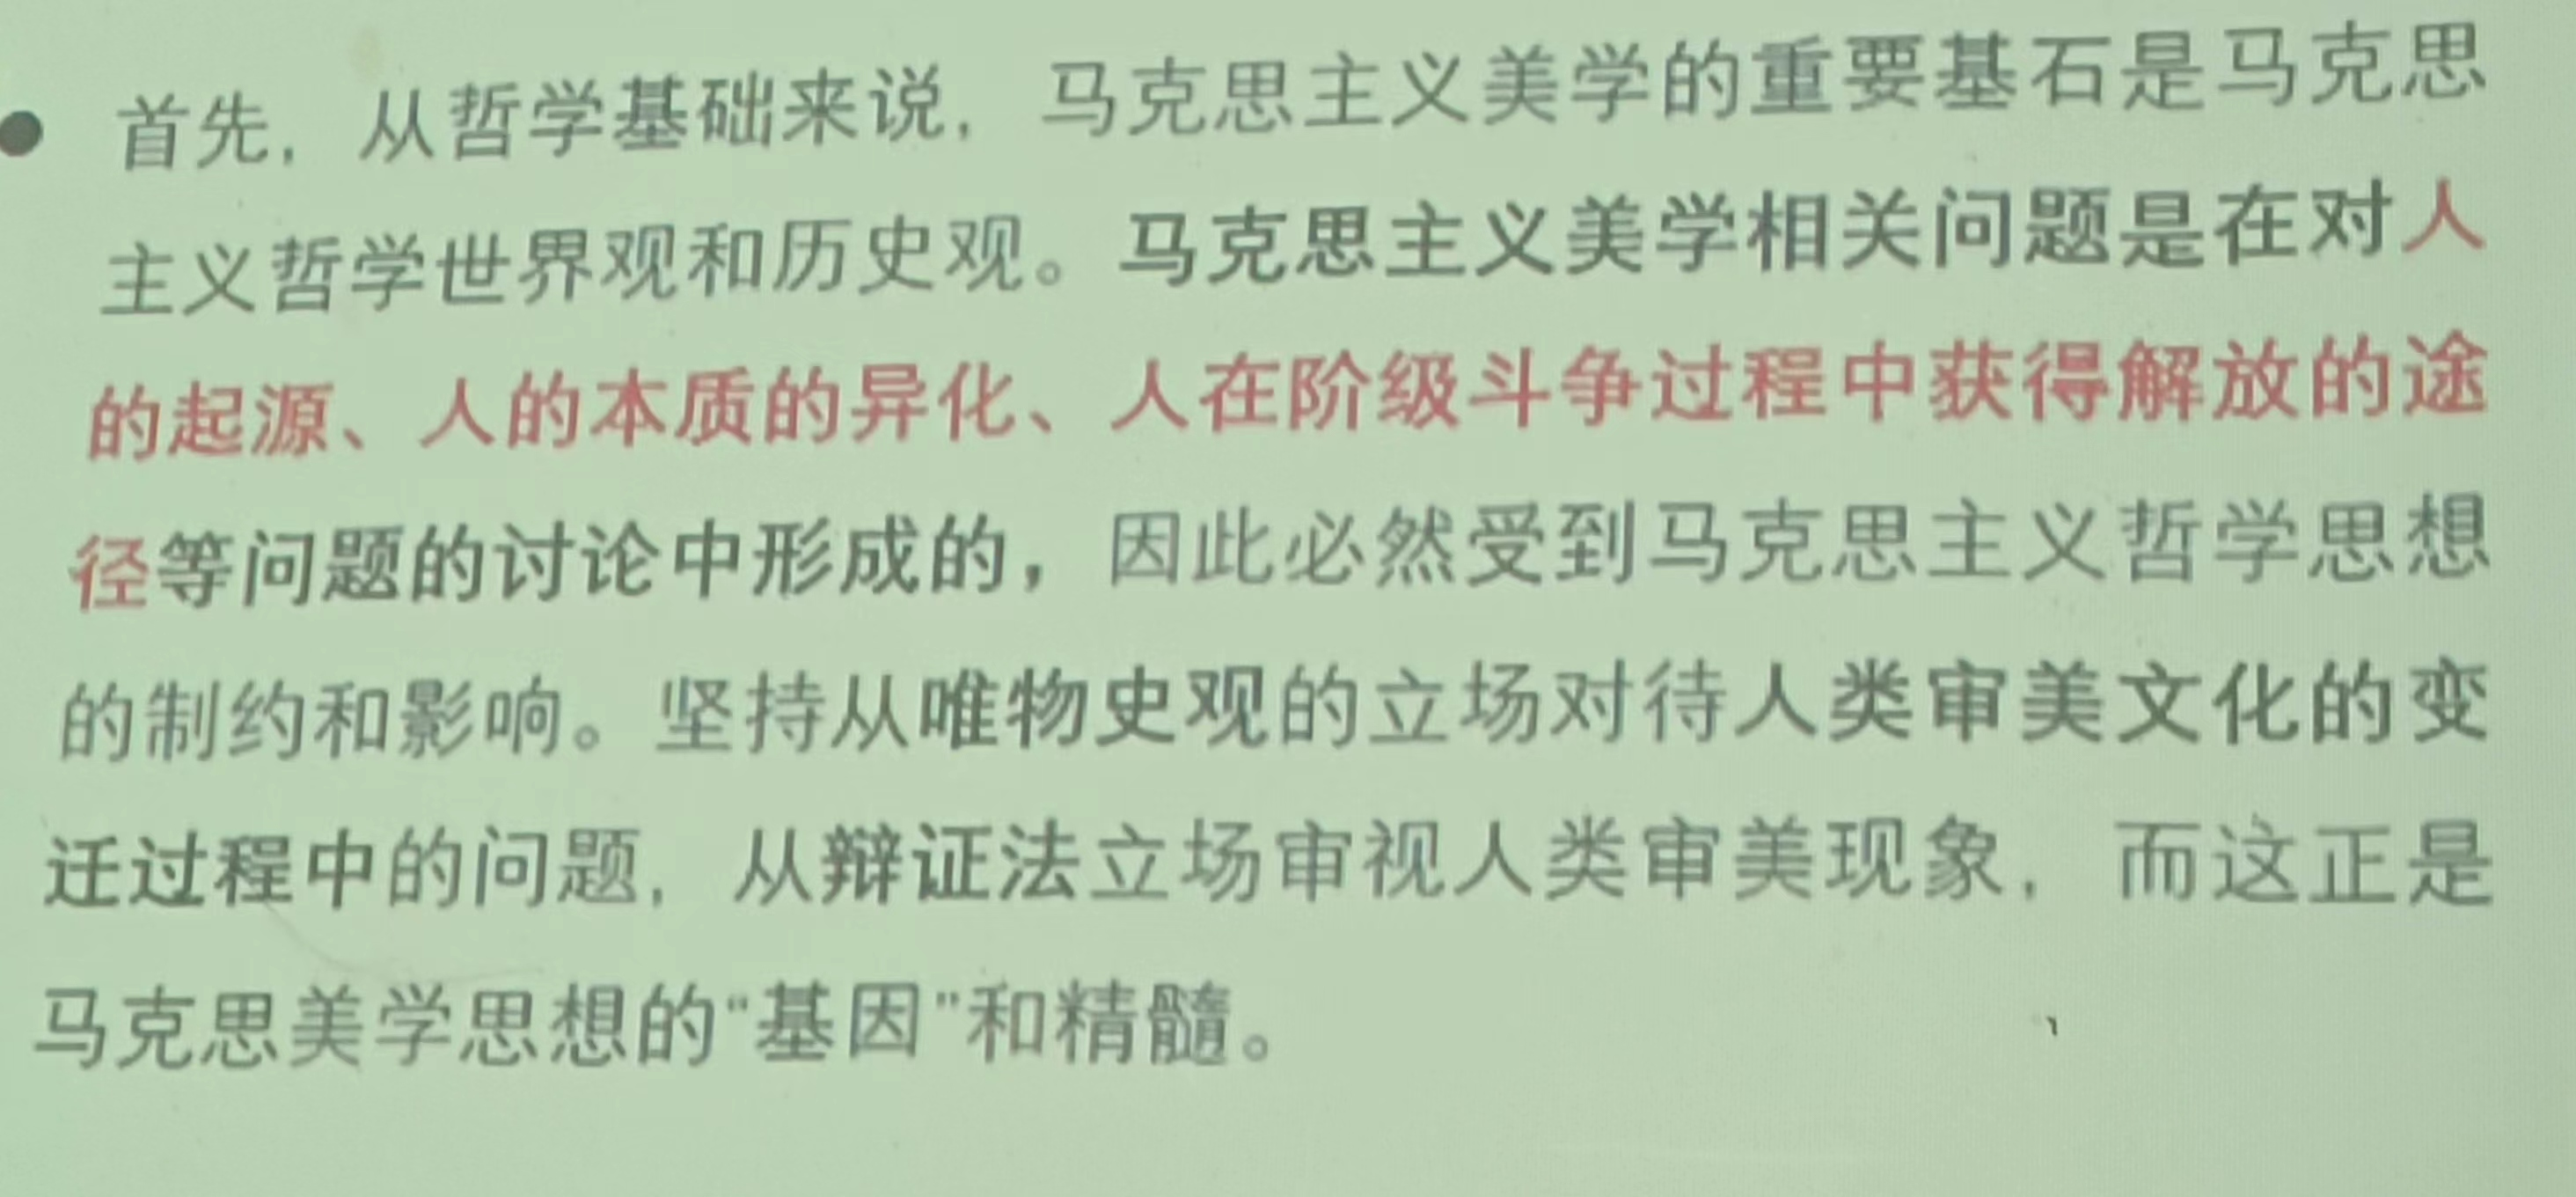 ● 首先，从哲学基础来说，马克思主义美学的重要基石是马克思
主义哲学世界观和历史观。马克思主义美学相关问题是在对人
的起源、人的本质的异化、人在阶级斗争过程中获得解放的途
径等问题的讨论中形成的，因此必然受到马克思主义哲学思想
的制约和影响。坚持从唯物史观的立场对待人类审美文化的变
迁过程中的问题，从辩证法立场审视人类审美现象，而这正是
马克思美学思想的“基因”和精髓。